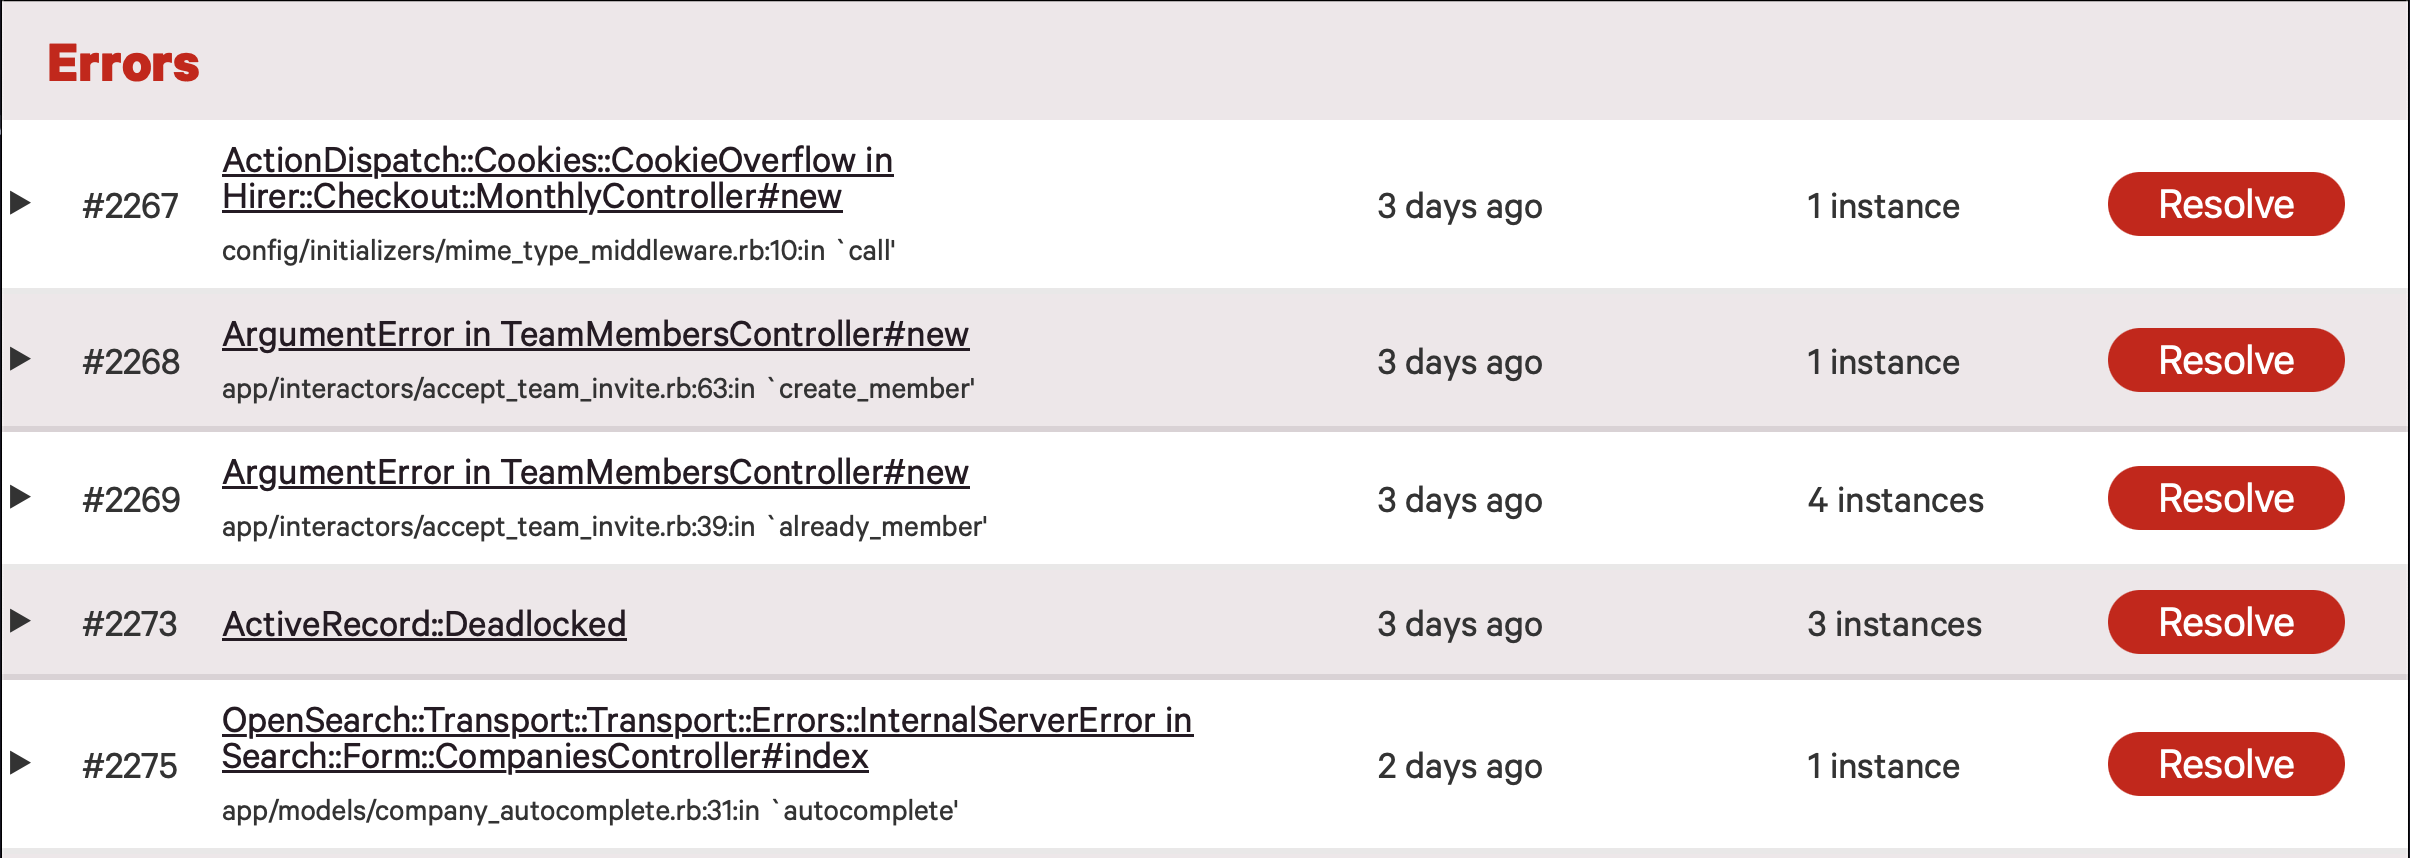 Errors
#2267
ActionDispatch::Cookies::CookieOverflow in
Hirer::Checkout::MonthlyController#new
config/initializers/mime_type_middleware.rb:10:in `call'
3 days ago
1 instance
Resolve
#2268
ArgumentError in TeamMembersController#new
app/interactors/accept_team_invite.rb:63:in `create_member'
3 days ago
1 instance
Resolve
#2269
ArgumentError in TeamMembersController#new
app/interactors/accept_team_invite.rb:39:in `already_member'
3 days ago
4 instances
Resolve
#2273
ActiveRecord::Deadlocked
3 days ago
3 instances
Resolve
#2275
OpenSearch::Transport::Transport::Errors::InternalServerError in
Search::Form::CompaniesController#index
app/models/company_autocomplete.rb:31:in `autocomplete'
2 days ago
1 instance
Resolve